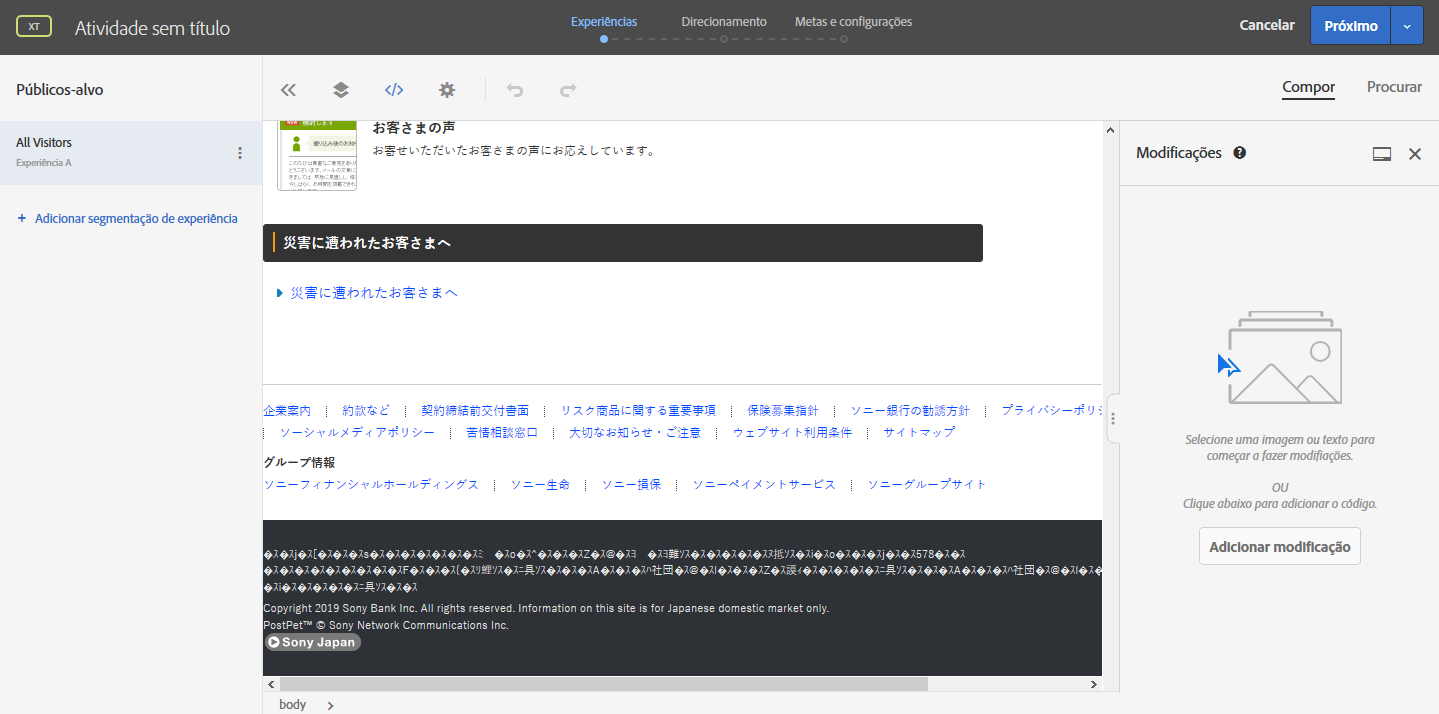 XT
Atividade sem título
Experiências
Direcionamento
Metas e configurações
Cancelar
Próximo
Públicos-alvo
Compor
Procurar
All Visitors
Experiência A
+ Adicionar segmentação de experiência
お客さまの声
お寄せいただいたお客さまの声にお応えしています。
災害に遭われたお客さまへ
災害に遭われたお客さまへ
企業案内 約款など 契約締結前交付書面 リスク商品に関する重要事項 保険募集指針 ソニー銀行の勧誘方針 プライバシーポリシ
ソーシャルメディアポリシー 苦情相談窓口 大切なお知らせ・ご注意 ウェブサイト利用条件 サイトマップ
グループ情報
ソニーフィナンシャルホールディングス ソニー生命 ソニー損保 ソニーペイメントサービス ソニーグループサイト
Copyright 2019 Sony Bank Inc. All rights reserved. Information on this site is for Japanese domestic market only.
PostPet™ © Sony Network Communications Inc.
Sony Japan
body
Modificações
Selecione uma imagem ou texto para
começar a fazer modifiações.
OU
Clique abaixo para adicionar o código.
Adicionar modificação